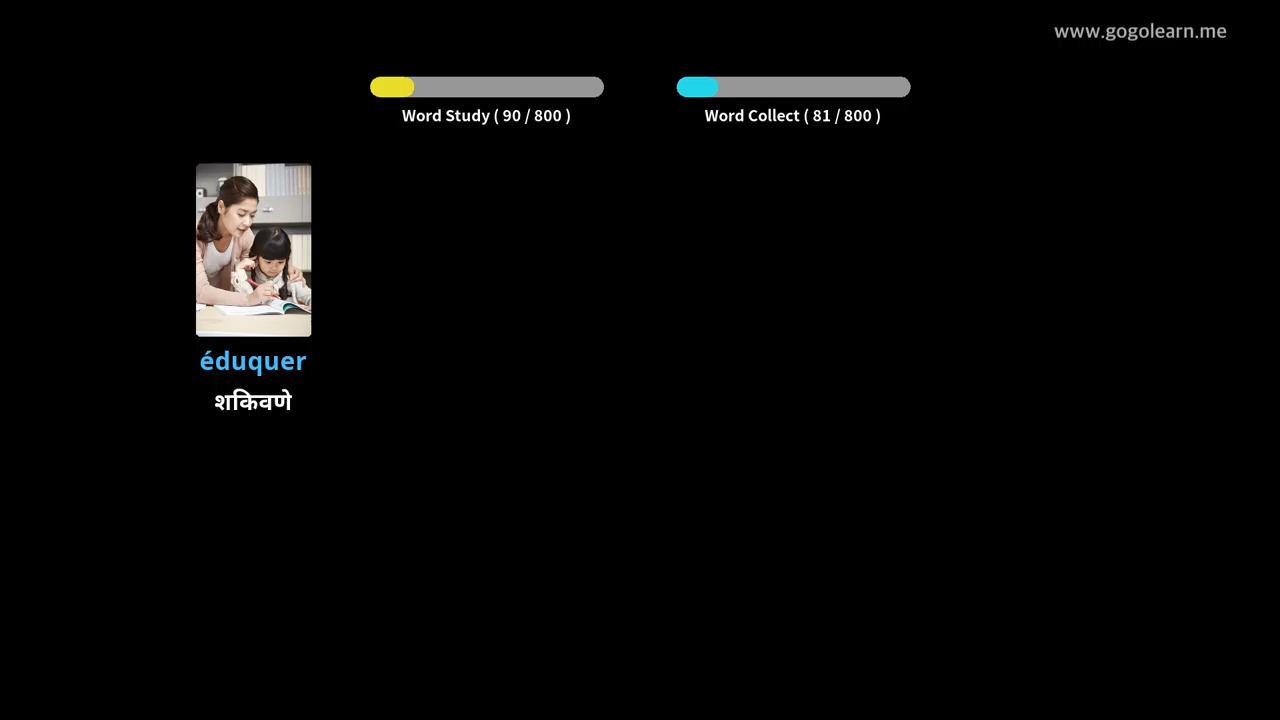 www.gogolearn.me
Word Study ( 90 / 800 )
Word Collect ( 81 / 800 )
éduquer
शकिवणे